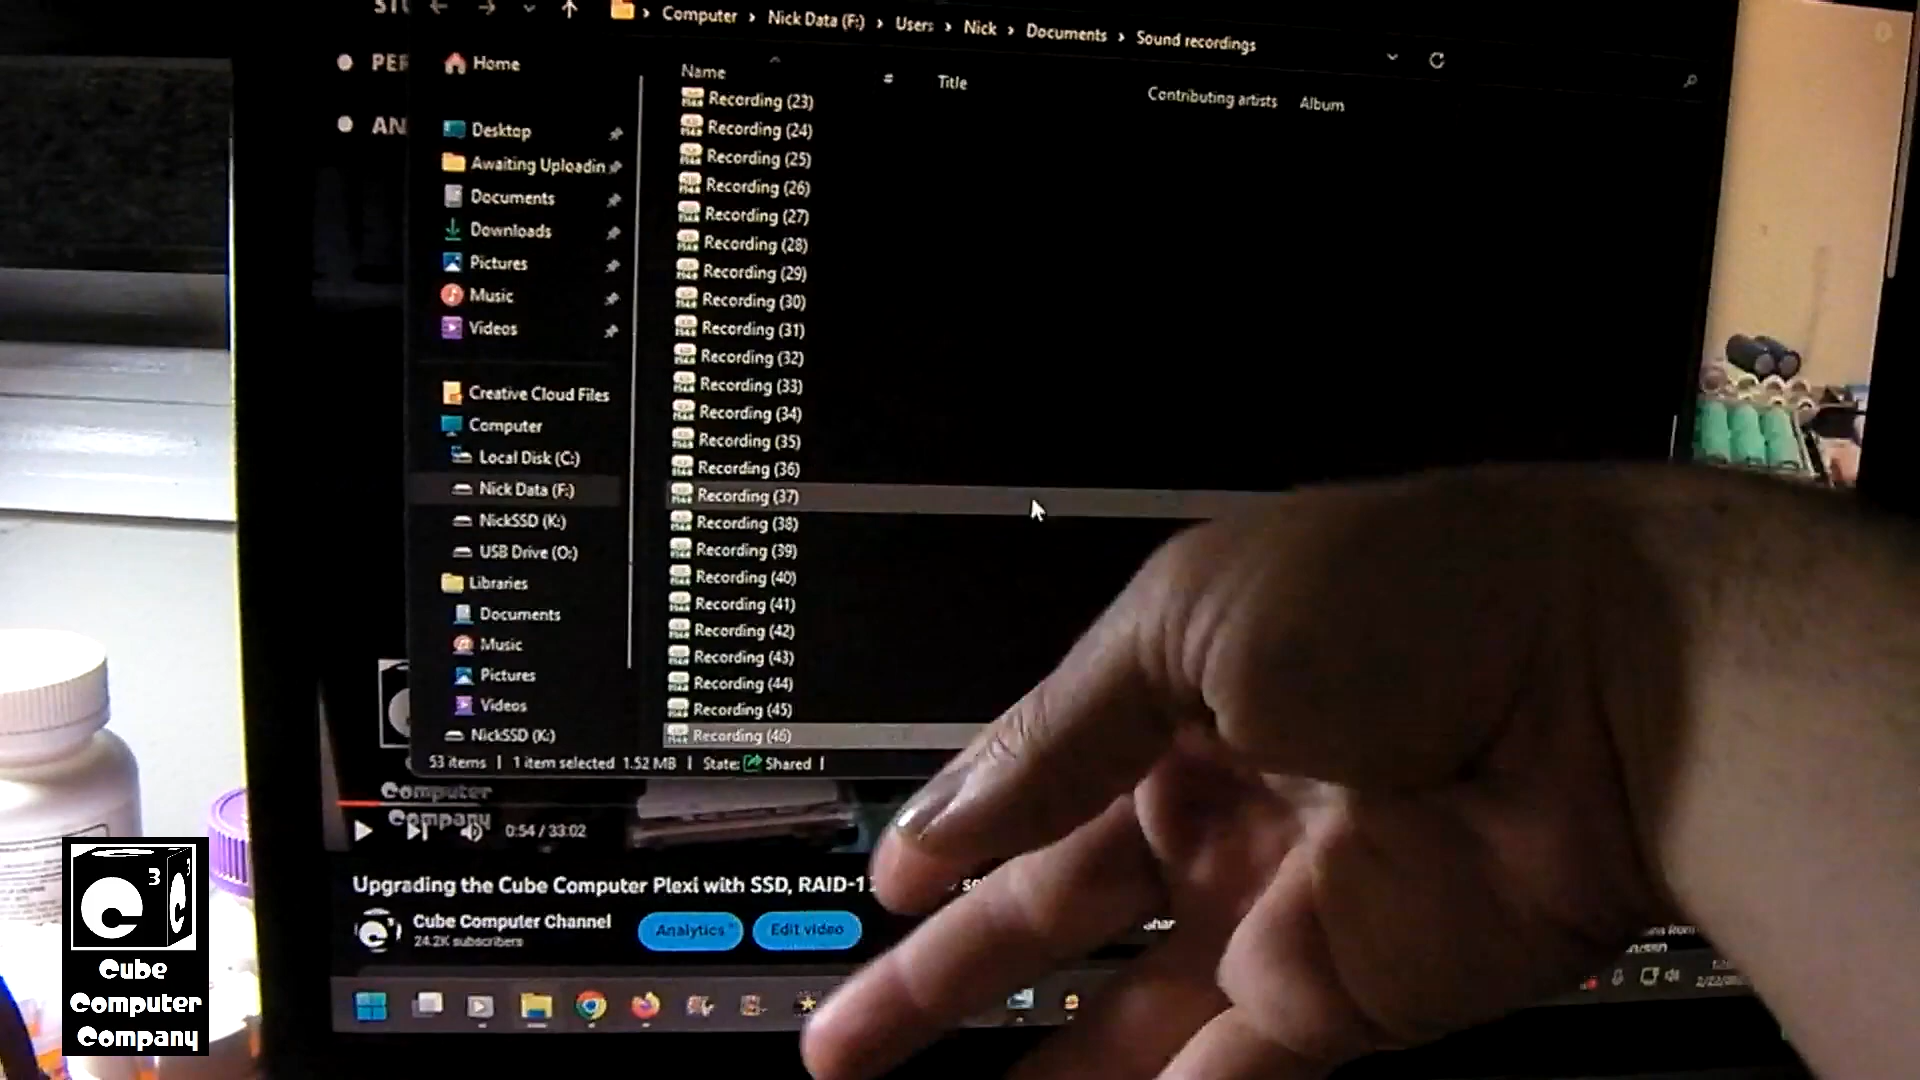 Computer > Nick Data (F:) > Users > Nick > Documents > Sound recordings
PER
AN
Home
Desktop
Awaiting Uploadin
Documents
Downloads
Pictures
Music
Videos
Creative Cloud Files
Computer
Local Disk (C:)
Nick Data (F:)
NickSSD (K:)
USB Drive (O:)
Libraries
Documents
Music
Pictures
Videos
NickSSD (K:)
Name # Title Contributing artists Album
Recording (23)
Recording (24)
Recording (25)
Recording (26)
Recording (27)
Recording (28)
Recording (29)
Recording (30)
Recording (31)
Recording (32)
Recording (33)
Recording (34)
Recording (35)
Recording (36)
Recording (37)
Recording (38)
Recording (39)
Recording (40)
Recording (41)
Recording (42)
Recording (43)
Recording (44)
Recording (45)
Recording (46)
53 items | 1 item selected 1.52 MB | State: Shared |
Computer
Company
0:54 / 33:02
Upgrading the Cube Computer Plexi with SSD, RAID-1
Cube Computer Channel
24.2K subscribers
Analytics
Edit video
Cube
Computer
Company